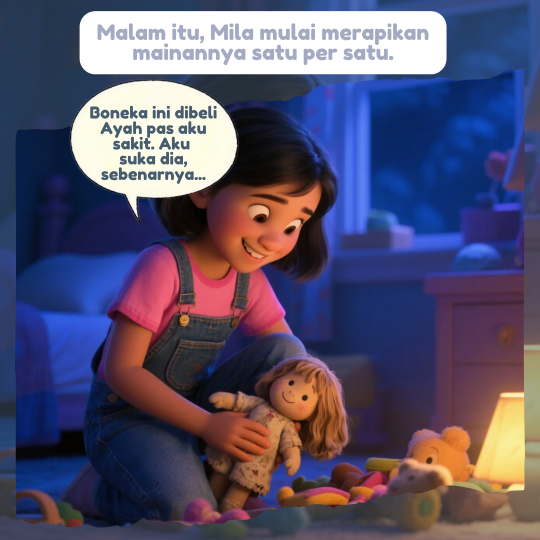 Malam itu, Mila mulai merapikan
mainannya satu per satu.
Boneka ini dibeli
Ayah pas aku
sakit. Aku
suka dia,
sebenarnya...